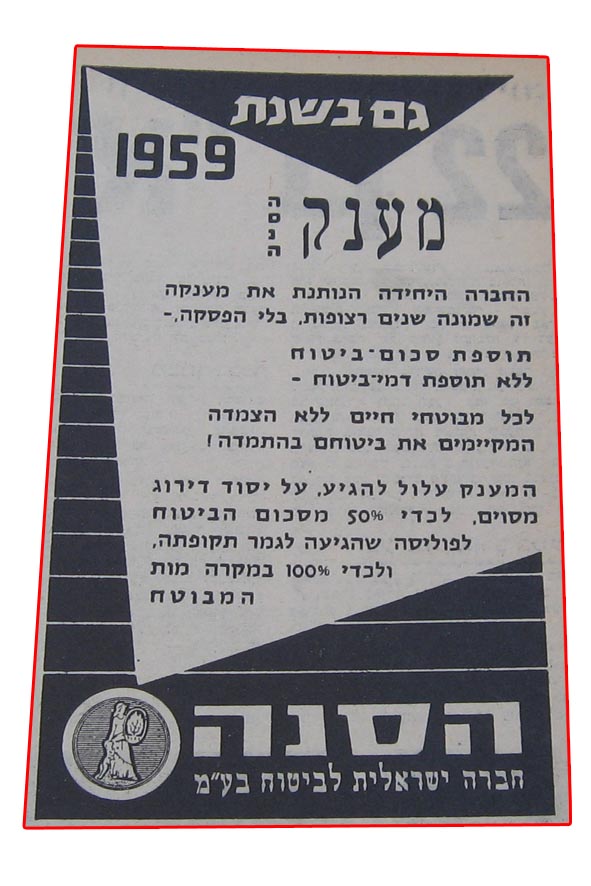 גם בשנת
1959
מענק
הסנה
החברה היחידה הנותנת את מענקה
זה שמונה שנים רצופות, בלי הפסקה,-
תוספת סכום-ביטוח
ללא תוספת דמי-ביטוח -
לכל מבוטחי חיים ללא הצמדה
המקיימים את ביטוחם בהתמדה!
המענק עלול להגיע, על יסוד דירוג
מסוים, לכדי 50% מסכום הביטוח
לפוליסה שהגיעה לגמר תקופתה,
ולכדי 100% במקרה מות
המבוטח
הסנה
חברה ישראלית לביטוח בע"מ